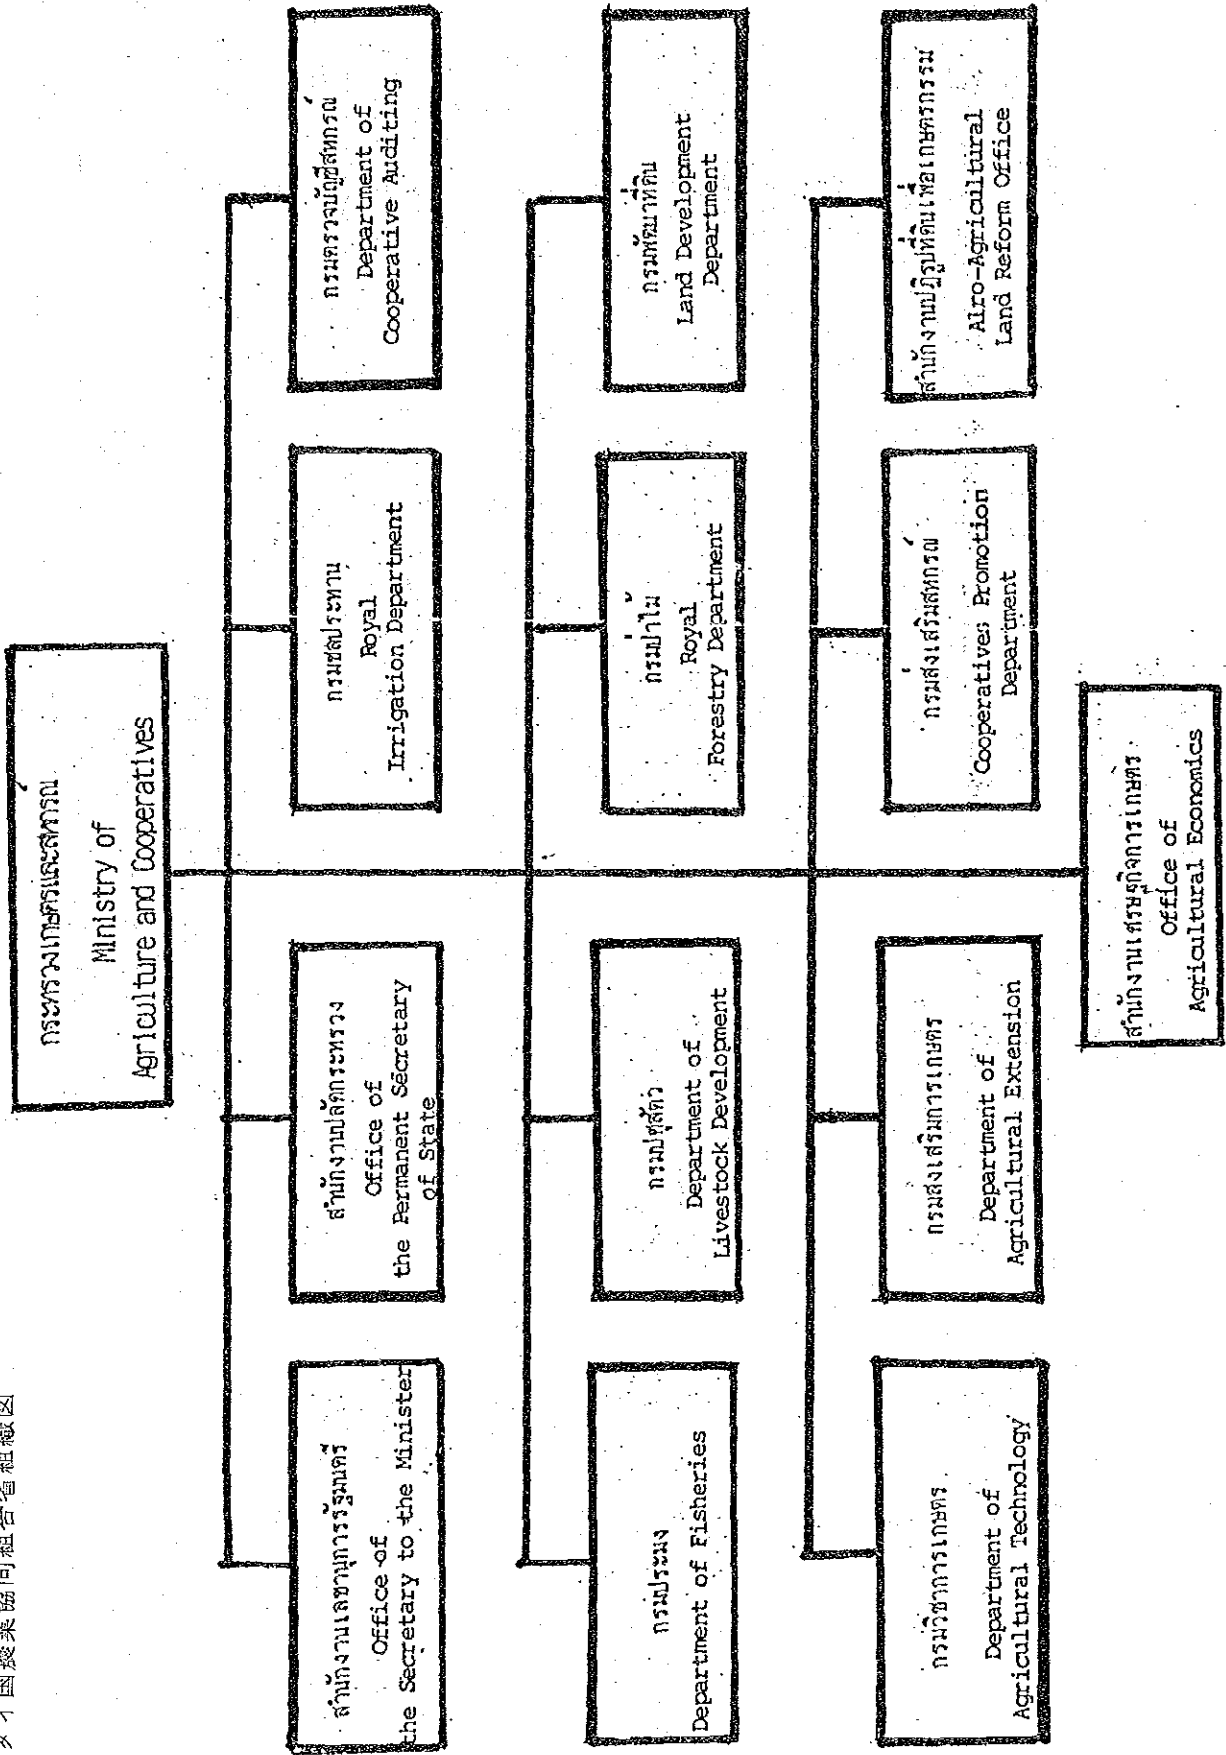 タイ国農業協同組合省組織図
กระทรวงเกษตรและสหกรณ์
Ministry of
Agriculture and Cooperatives
สำนักงานเลขานุการรัฐมนตรี
Office of
the Secretary to the Minister
สำนักงานปลัดกระทรวง
Office of
the Permanent Secretary
of State
กรมชลประทาน
Royal
Irrigation Department
กรมตรวจบัญชีสหกรณ์
Department of
Cooperative Auditing
กรมประมง
Department of Fisheries
กรมปศุสัตว์
Department of
Livestock Development
กรมป่าไม้
Royal
Forestry Department
กรมพัฒนาที่ดิน
Land Development
Department
กรมวิชาการเกษตร
Department of
Agricultural Technology
กรมส่งเสริมการเกษตร
Department of
Agricultural Extension
กรมส่งเสริมสหกรณ์
Cooperatives Promotion
Department
สำนักงานปฏิรูปที่ดินเพื่อเกษตรกรรม
Alro-Agricultural
Land Reform Office
สำนักงานเศรษฐกิจการเกษตร
Office of
Agricultural Economics